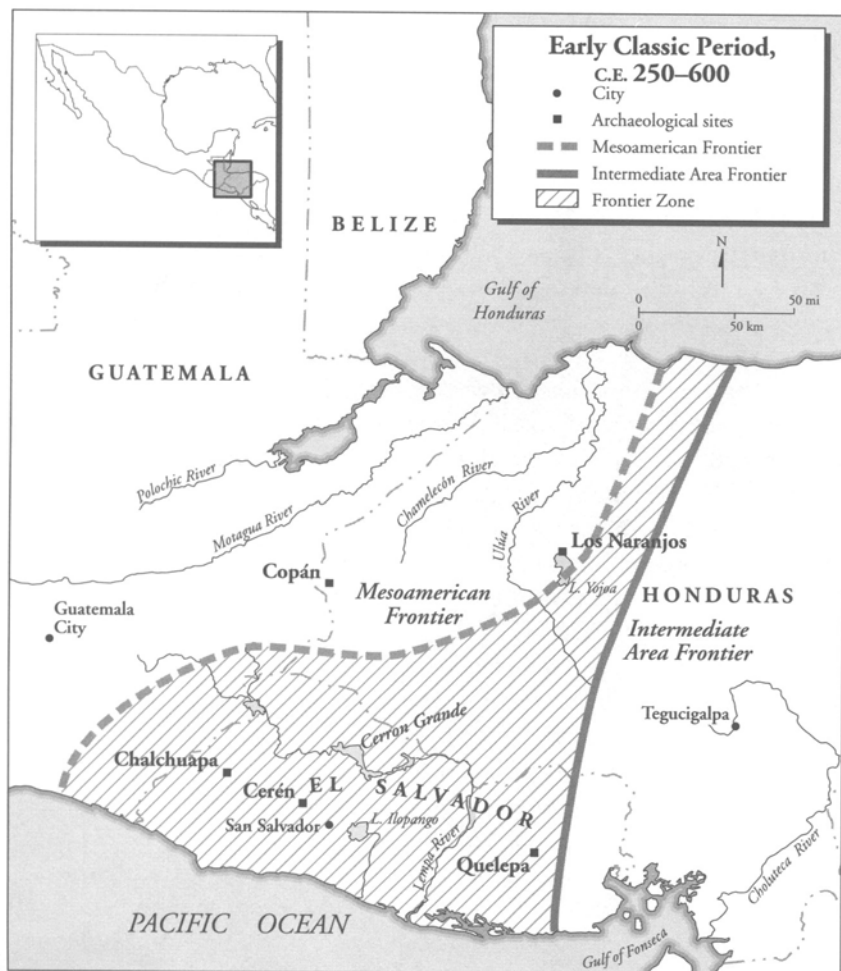 Early Classic Period,
C.E. 250–600
City
Archaeological sites
Mesoamerican Frontier
Intermediate Area Frontier
Frontier Zone
BELIZE
N
Gulf of
Honduras
0 50 mi
0 50 km
GUATEMALA
Polochic River
Motagua River
Chamelecón River
Ulúa River
Los Naranjos
L. Yojoa
Copán
Mesoamerican
Frontier
HONDURAS
Intermediate
Area Frontier
Guatemala
City
Tegucigalpa
Cerron Grande
Chalchuapa
Cerén
EL SALVADOR
San Salvador
L. Ilopango
Lempa River
Quelepa
Choluteca River
PACIFIC OCEAN
Gulf of Fonseca